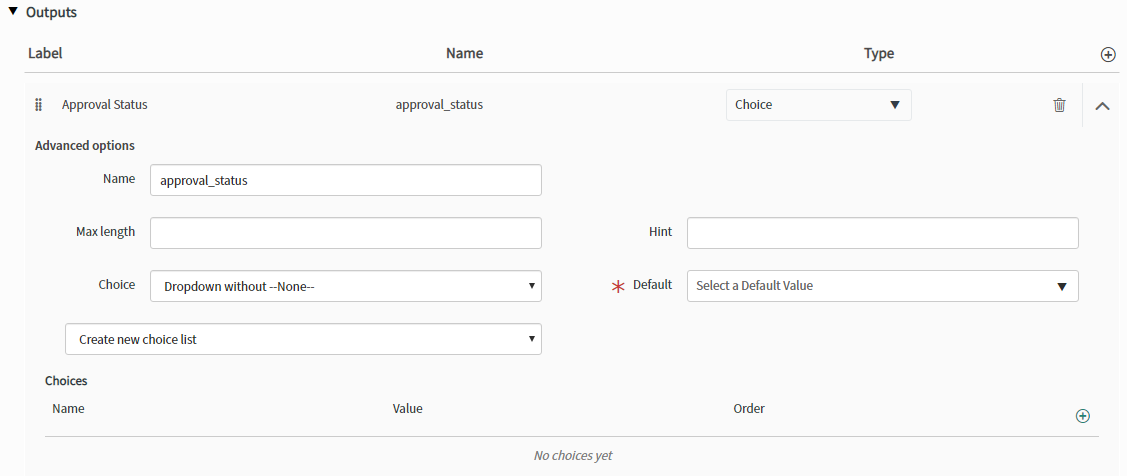 Outputs
Label Name Type
Approval Status approval_status Choice
Advanced options
Name approval_status
Max length Hint
Choice Dropdown without --None-- Default Select a Default Value
Create new choice list
Choices
Name Value Order
No choices yet